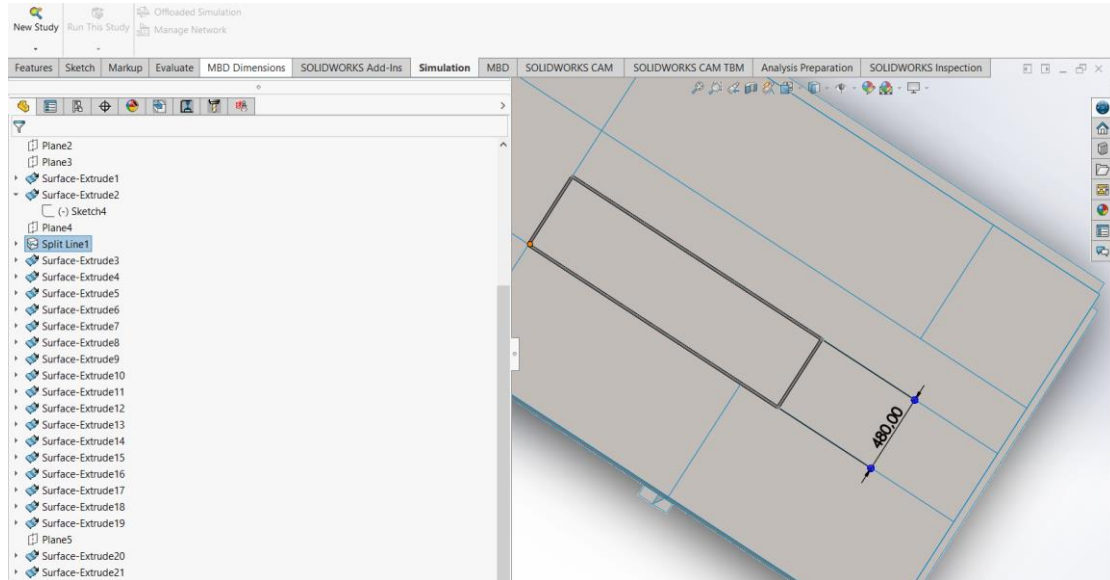 New Study
Run This Study
Offloaded Simulation
Manage Network
Features Sketch Markup Evaluate MBD Dimensions SOLIDWORKS Add-Ins Simulation MBD SOLIDWORKS CAM SOLIDWORKS CAM TBM Analysis Preparation SOLIDWORKS Inspection
Plane2
Plane3
Surface-Extrude1
Surface-Extrude2
(-) Sketch4
Plane4
Split Line1
Surface-Extrude3
Surface-Extrude4
Surface-Extrude5
Surface-Extrude6
Surface-Extrude7
Surface-Extrude8
Surface-Extrude9
Surface-Extrude10
Surface-Extrude11
Surface-Extrude12
Surface-Extrude13
Surface-Extrude14
Surface-Extrude15
Surface-Extrude16
Surface-Extrude17
Surface-Extrude18
Surface-Extrude19
Plane5
Surface-Extrude20
Surface-Extrude21
480,00